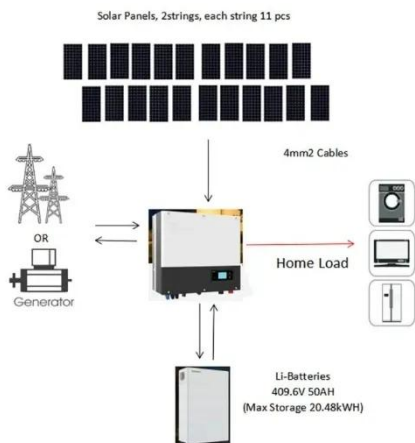 Solar Panels, 2strings, each string 11 pcs
4mm2 Cables
OR
Generator
Home Load
Li-Batteries
409.6V 50AH
(Max Storage 20.48kWH)